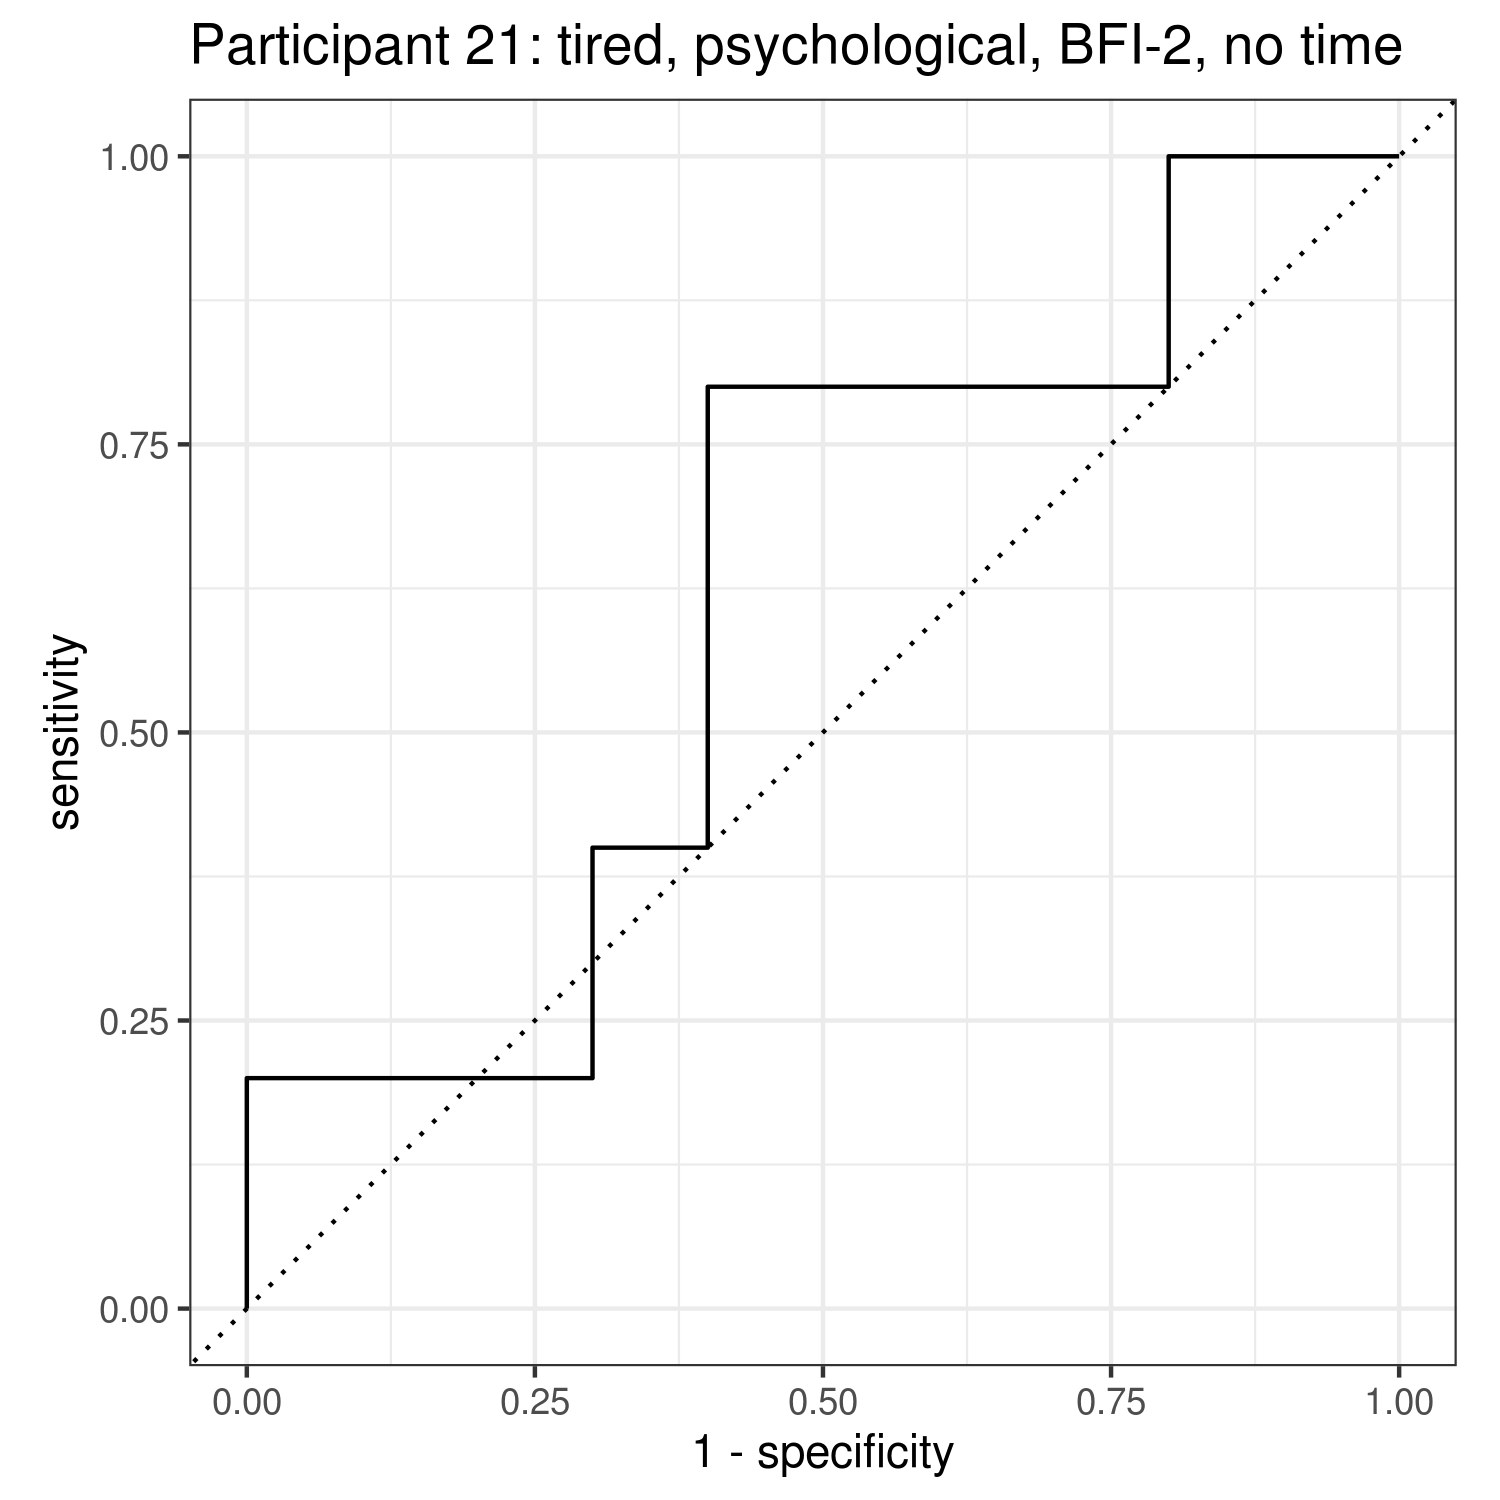 Participant 21: tired, psychological, BFI-2, no time
1.00
0.75
0.50
0.25
0.00
sensitivity
0.00 0.25 0.50 0.75 1.00
1 - specificity